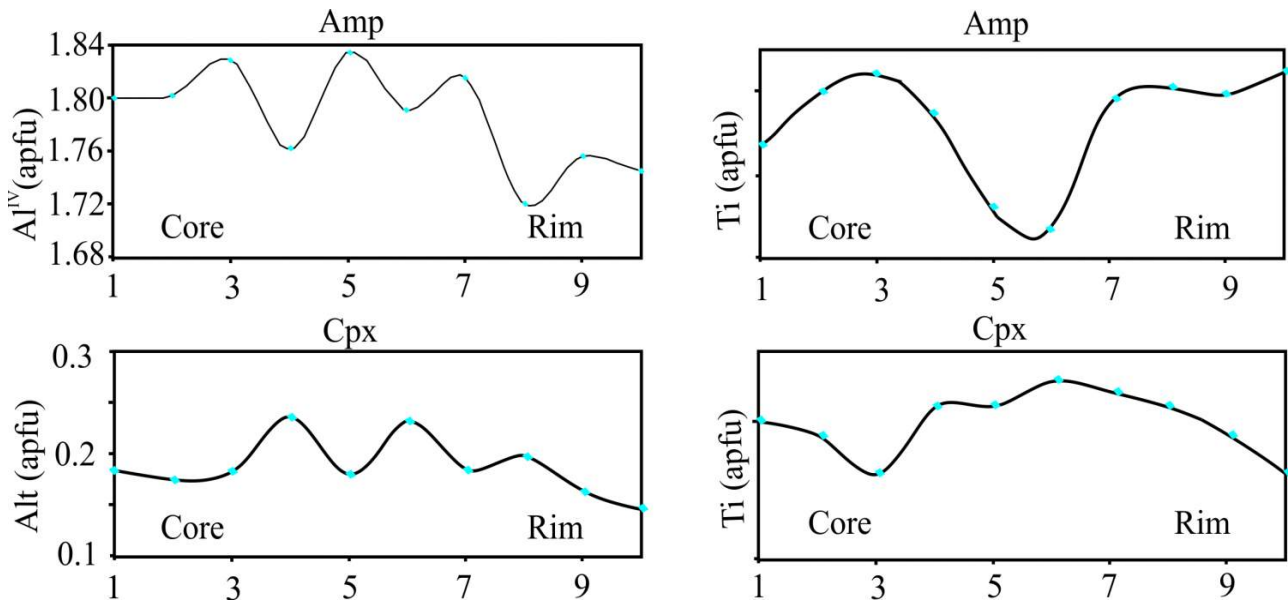 Amp
1.84
1.80
1.76
1.72
1.68
Al^IV (apfu)
Core
Rim
1 3 5 7 9
Amp
Ti (apfu)
Core
Rim
1 3 5 7 9
Cpx
0.3
0.2
0.1
Alt (apfu)
Core
Rim
1 3 5 7 9
Cpx
Ti (apfu)
Core
Rim
1 3 5 7 9